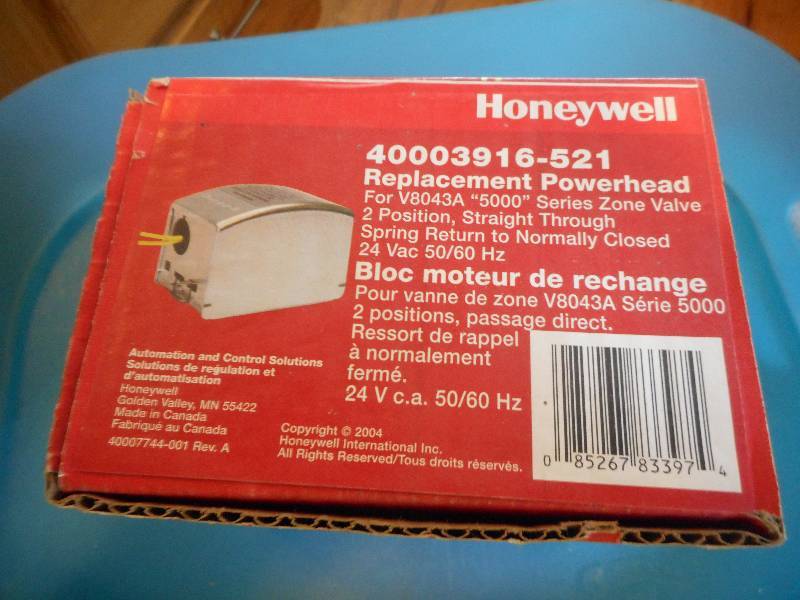 Honeywell
40003916-521
Replacement Powerhead
For V8043A "5000" Series Zone Valve
2 Position, Straight Through
Spring Return to Normally Closed
24 Vac 50/60 Hz
Bloc moteur de rechange
Pour vanne de zone V8043A Série 5000
2 positions, passage direct.
Ressort de rappel
à normalement
fermé.
24 V c.a. 50/60 Hz
Automation and Control Solutions
Solutions de regulation et
d'automatisation
Honeywell
Golden Valley, MN 55422
Made in Canada
Fabriqué au Canada
40007744-001 Rev. A
Copyright © 2004
Honeywell International Inc.
All Rights Reserved/Tous droits réservés.
0 85267 83397 4